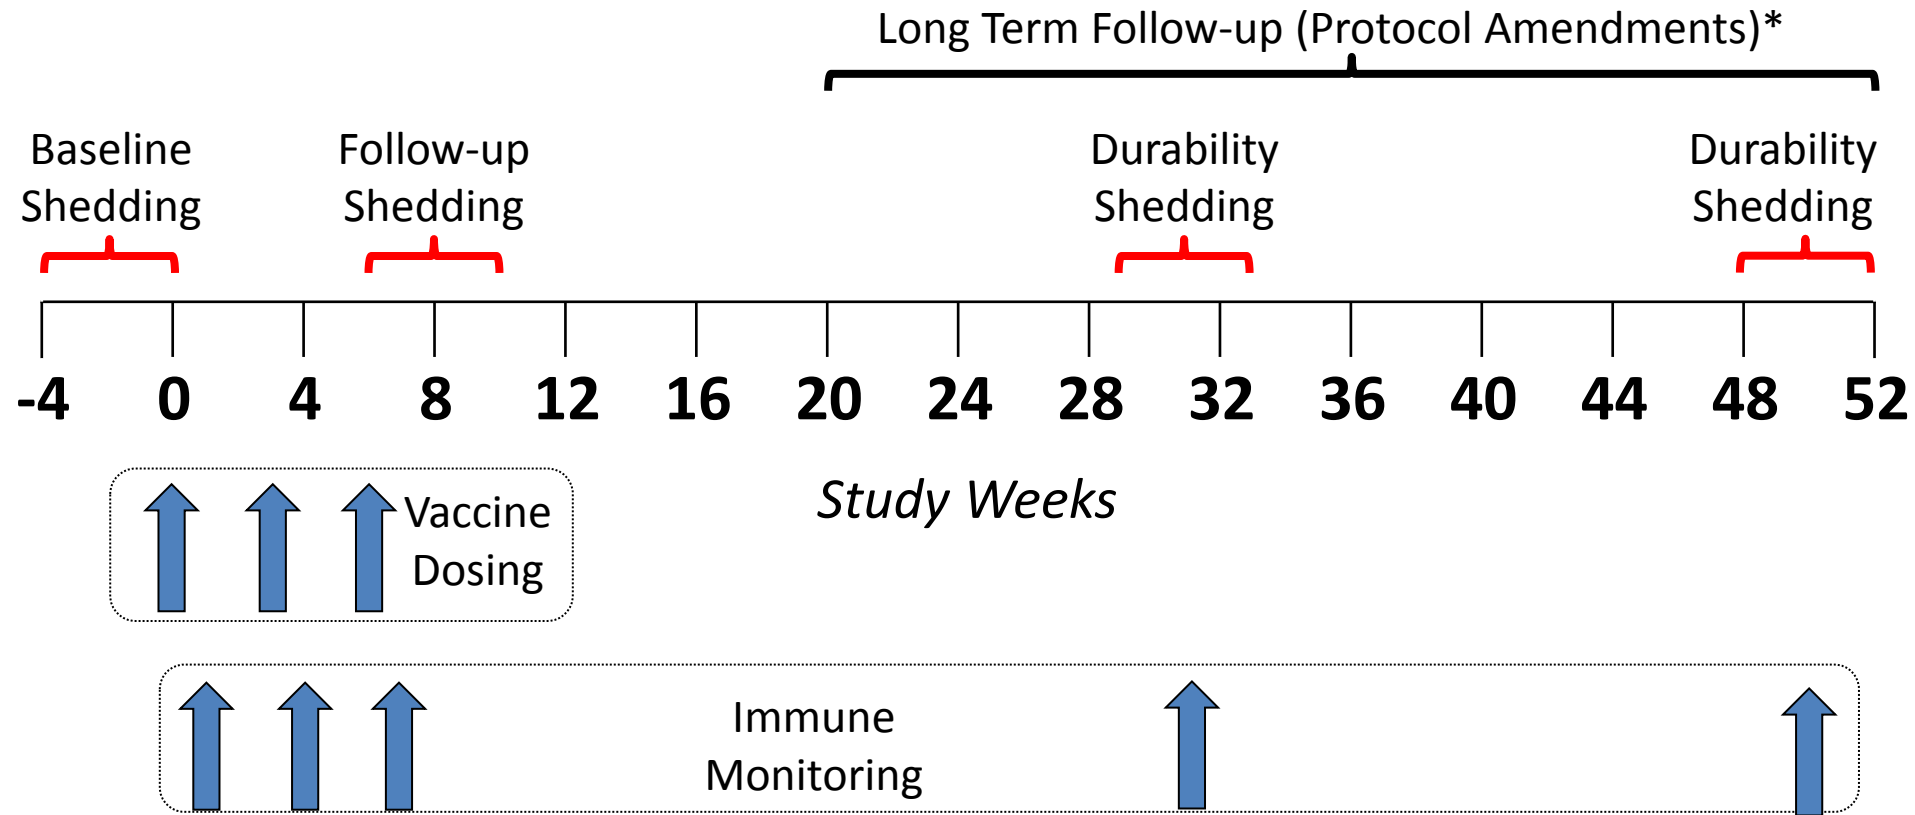 Long Term Follow-up (Protocol Amendments)*
Baseline
Shedding
Follow-up
Shedding
Durability
Shedding
Durability
Shedding
-4 0 4 8 12 16 20 24 28 32 36 40 44 48 52
Study Weeks
Vaccine
Dosing
Immune
Monitoring